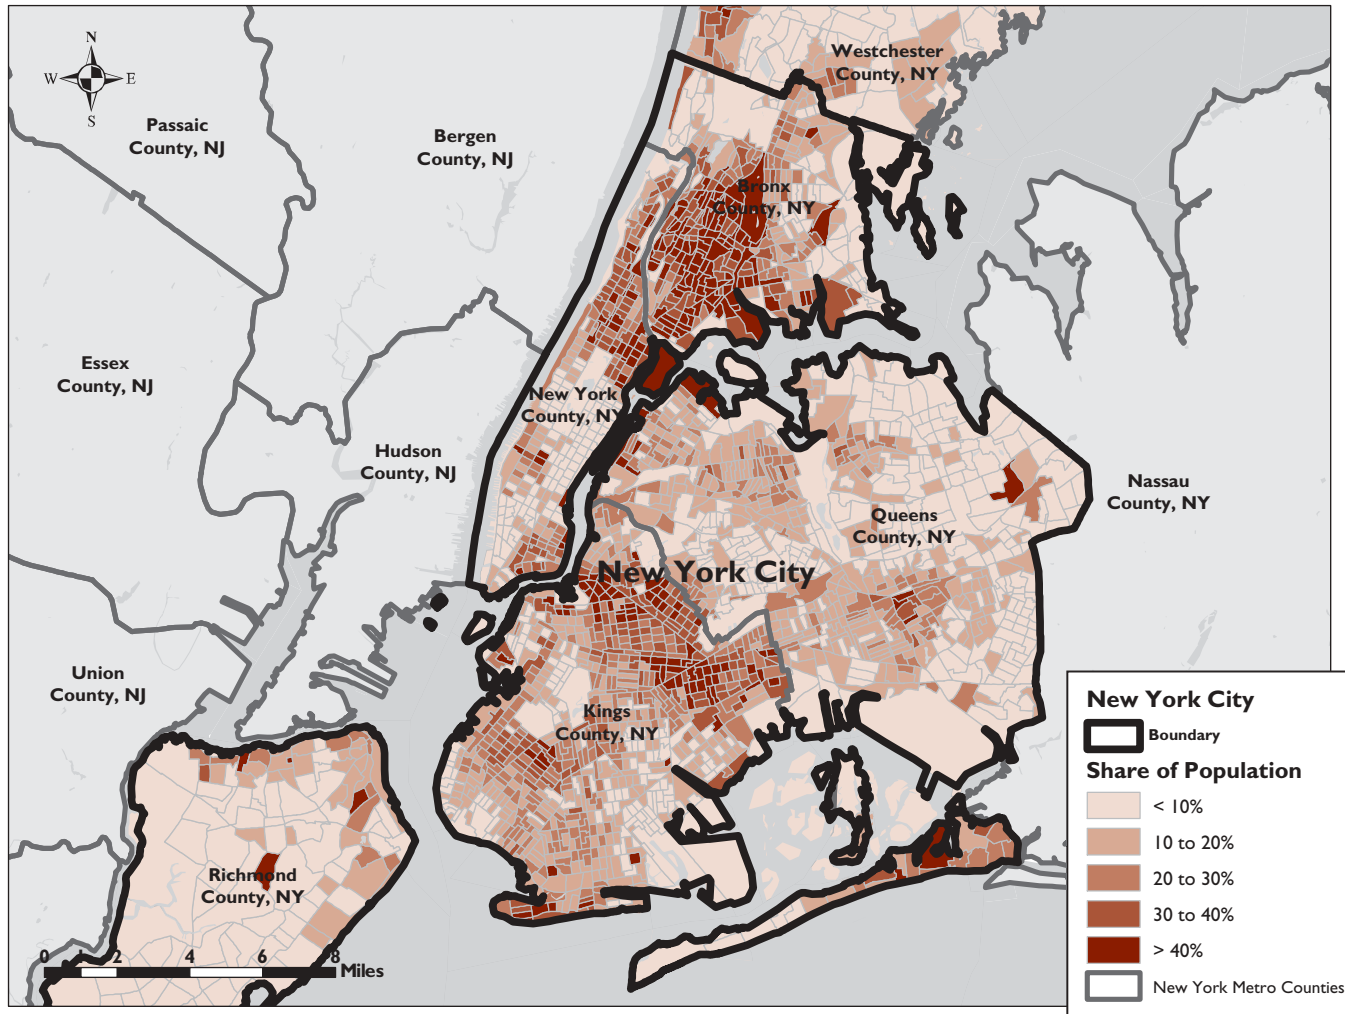 N
W
E
S
Westchester
County, NY
Passaic
County, NJ
Bergen
County, NJ
Bronx
County, NY
Essex
County, NJ
New York
County, NY
Hudson
County, NJ
Nassau
County, NY
Queens
County, NY
New York City
Union
County, NJ
Kings
County, NY
Richmond
County, NY
0 2 4 6 8
Miles
New York City
Boundary
Share of Population
< 10%
10 to 20%
20 to 30%
30 to 40%
> 40%
New York Metro Counties